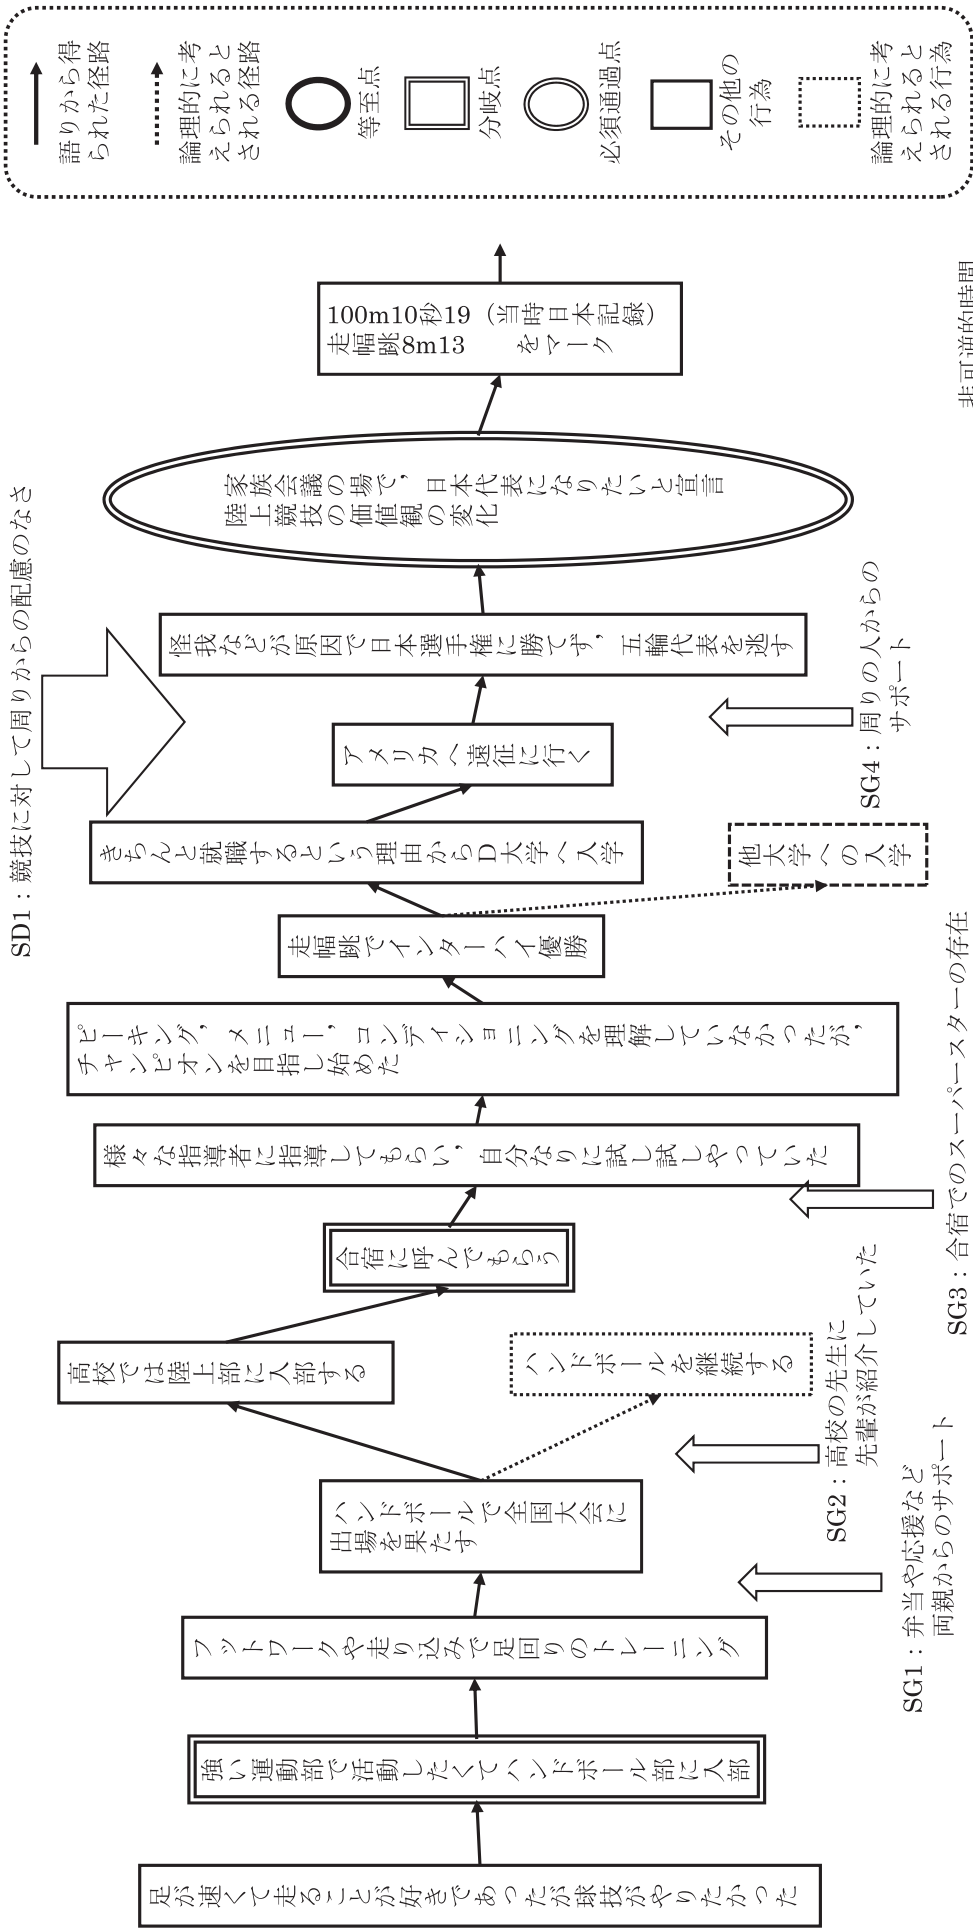 足が速くて走ることが好きであったが球技がやりたかった
強い運動部で活動したくてハンドボール部に入部
フットワークや走り込みで足回りのトレーニング
ハンドボールで全国大会に
出場を果たす
高校では陸上部に入部する
ハンドボールを継続する
合宿に呼んでもらう
様々な指導者に指導してもらい，自分なりに試し試しやっていた
ピーキング，メニュー，コンディショニングを理解していなかったが，
チャンピオンを目指し始めた
走幅跳でインターハイ優勝
きちんと就職するという理由からD大学へ入学
他大学への入学
アメリカへ遠征に行く
怪我などが原因で日本選手権に勝てず，五輪代表を逃す
家族会議の場で，日本代表になりたいと宣言
陸上競技の価値観の変化
100m10秒19（当時日本記録）
走幅跳8m13 をマーク
SD1：競技に対して周りからの配慮のなさ
SG1：弁当や応援など
両親からのサポート
SG2：高校の先生に
先輩が紹介していた
SG3：合宿でのスーパースターの存在
SG4：周りの人からの
サポート
語りから得
られた径路
論理的に考
えられると
される径路
等至点
分岐点
必須通過点
その他の
行為
論理的に考
えられると
される行為
非可逆的時間